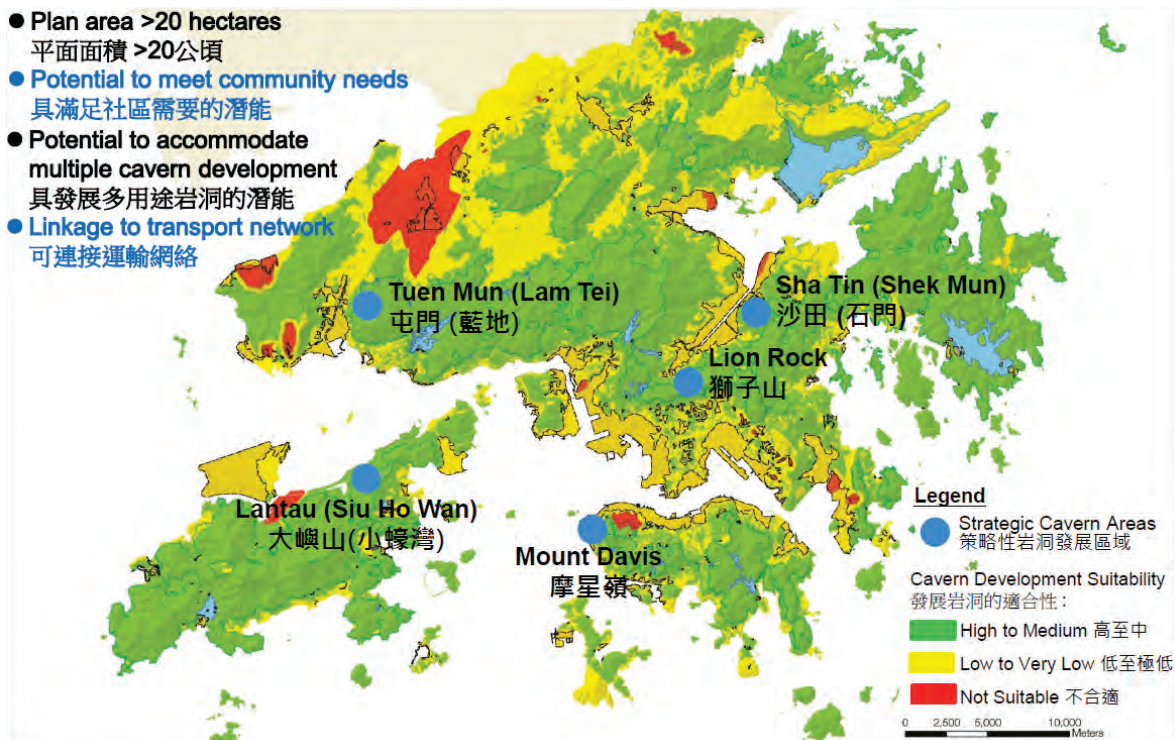 ● Plan area >20 hectares
平面面積 >20公頃
● Potential to meet community needs
具滿足社區需要的潛能
● Potential to accommodate
multiple cavern development
具發展多用途岩洞的潛能
● Linkage to transport network
可連接運輸網絡
Tuen Mun (Lam Tei)
屯門 (藍地)
Sha Tin (Shek Mun)
沙田 (石門)
Lion Rock
獅子山
Lantau (Siu Ho Wan)
大嶼山(小蠔灣)
Mount Davis
摩星嶺
Legend
Strategic Cavern Areas
策略性岩洞發展區域
Cavern Development Suitability
發展岩洞的適合性：
High to Medium 高至中
Low to Very Low 低至極低
Not Suitable 不合適
0 2,500 5,000 10,000
Meters